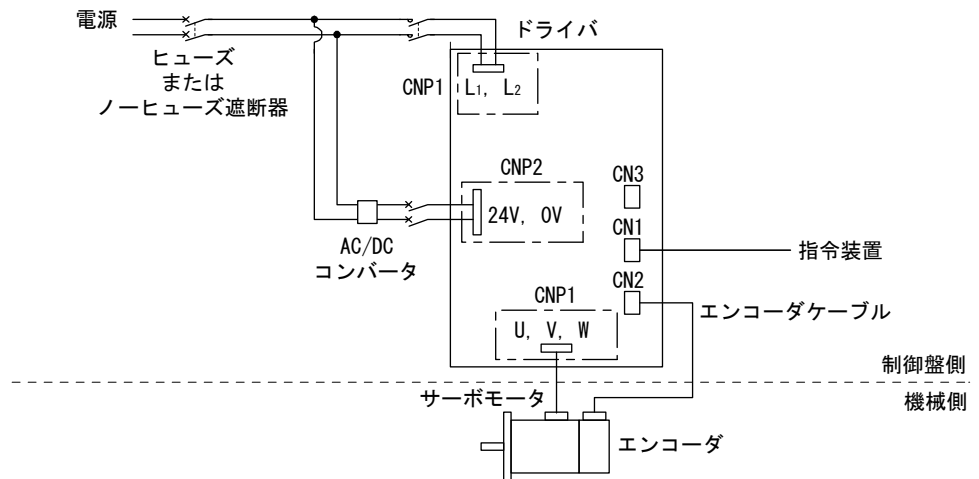 電源
ドライバ
ヒューズ
または
ノーヒューズ遮断器
CNP1
L1, L2
CNP2
24V, 0V
AC/DC
コンバータ
CN3
CN1
指令装置
CN2
エンコーダケーブル
CNP1
U, V, W
制御盤側
機械側
サーボモータ
エンコーダ